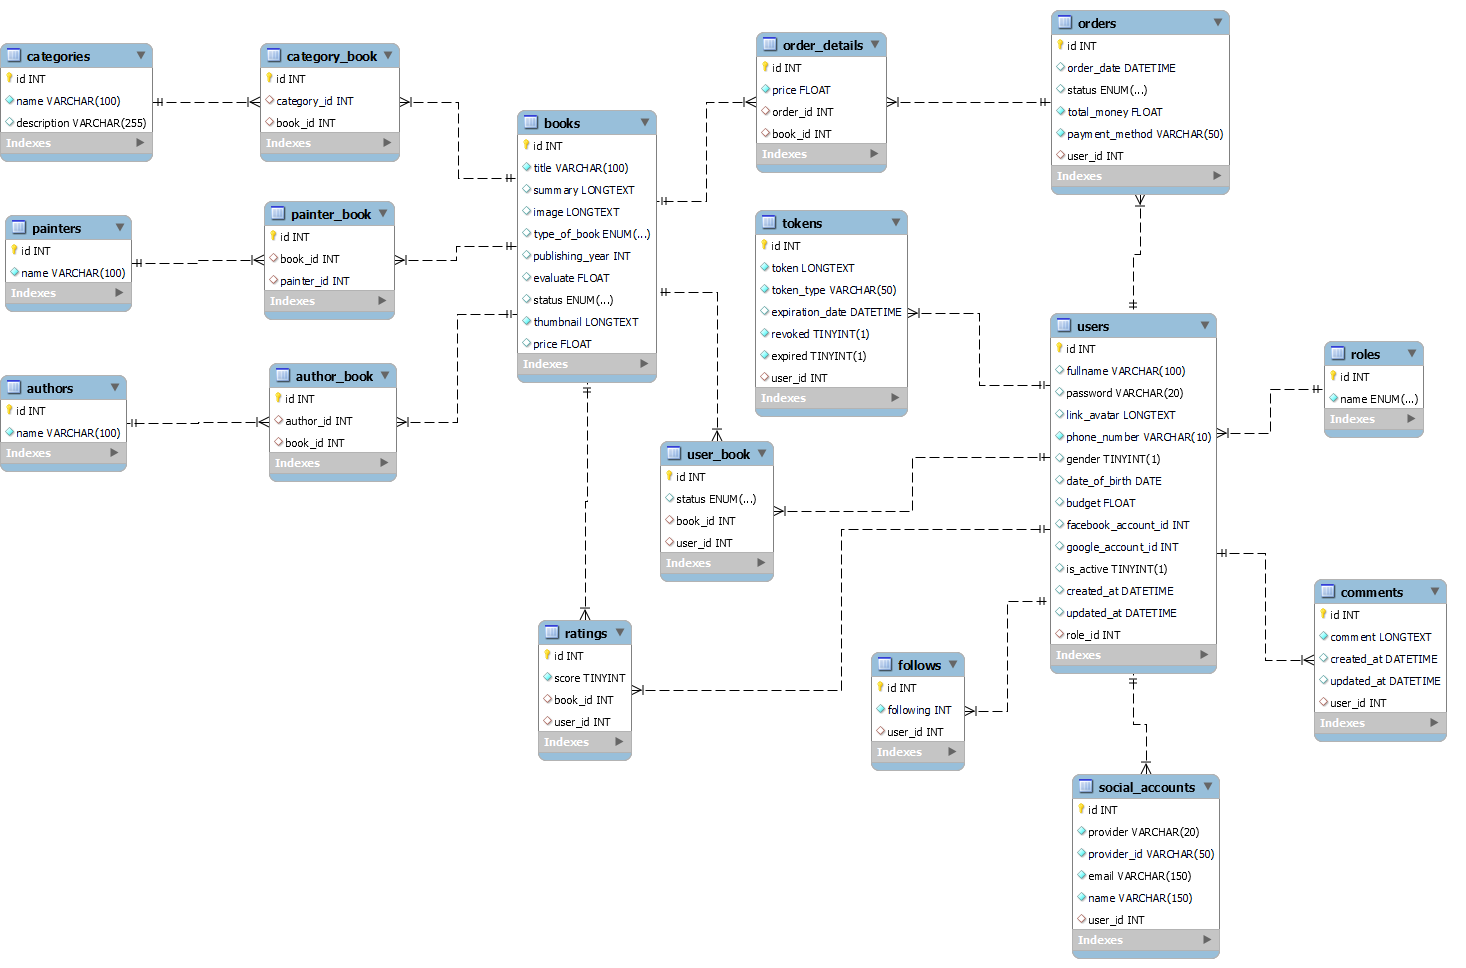 categories
id INT
name VARCHAR(100)
description VARCHAR(255)
Indexes
category_book
id INT
category_id INT
book_id INT
Indexes
painters
id INT
name VARCHAR(100)
Indexes
painter_book
id INT
book_id INT
painter_id INT
Indexes
authors
id INT
name VARCHAR(100)
Indexes
author_book
id INT
author_id INT
book_id INT
Indexes
books
id INT
title VARCHAR(100)
summary LONGTEXT
image LONGTEXT
type_of_book ENUM(...)
publishing_year INT
evaluate FLOAT
status ENUM(...)
thumbnail LONGTEXT
price FLOAT
Indexes
order_details
id INT
price FLOAT
order_id INT
book_id INT
Indexes
orders
id INT
order_date DATETIME
status ENUM(...)
total_money FLOAT
payment_method VARCHAR(50)
user_id INT
Indexes
tokens
id INT
token LONGTEXT
token_type VARCHAR(50)
expiration_date DATETIME
revoked TINYINT(1)
expired TINYINT(1)
user_id INT
Indexes
users
id INT
fullname VARCHAR(100)
password VARCHAR(20)
link_avatar LONGTEXT
phone_number VARCHAR(10)
gender TINYINT(1)
date_of_birth DATE
budget FLOAT
facebook_account_id INT
google_account_id INT
is_active TINYINT(1)
created_at DATETIME
updated_at DATETIME
role_id INT
Indexes
roles
id INT
name ENUM(...)
Indexes
user_book
id INT
status ENUM(...)
book_id INT
user_id INT
Indexes
ratings
id INT
score TINYINT
book_id INT
user_id INT
Indexes
follows
id INT
following INT
user_id INT
Indexes
comments
id INT
comment LONGTEXT
created_at DATETIME
updated_at DATETIME
user_id INT
Indexes
social_accounts
id INT
provider VARCHAR(20)
provider_id VARCHAR(50)
email VARCHAR(150)
name VARCHAR(150)
user_id INT
Indexes